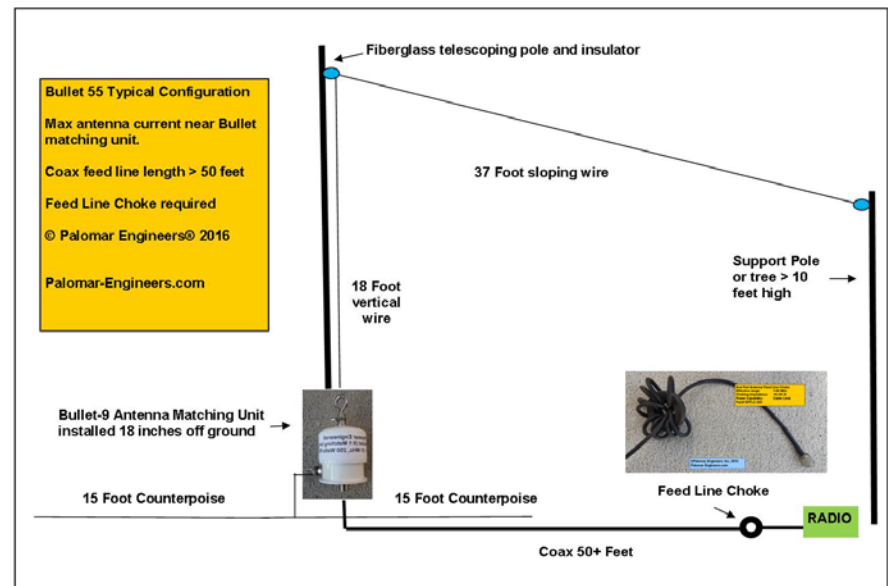 Fiberglass telescoping pole and insulator
Bullet 55 Typical Configuration
Max antenna current near Bullet
matching unit.
Coax feed line length > 50 feet
Feed Line Choke required
© Palomar Engineers® 2016
Palomar-Engineers.com
37 Foot sloping wire
Support Pole
or tree > 10
feet high
18 Foot
vertical
wire
Bullet-9 Antenna Matching Unit
installed 18 inches off ground
15 Foot Counterpoise
15 Foot Counterpoise
Feed Line Choke
RADIO
Coax 50+ Feet